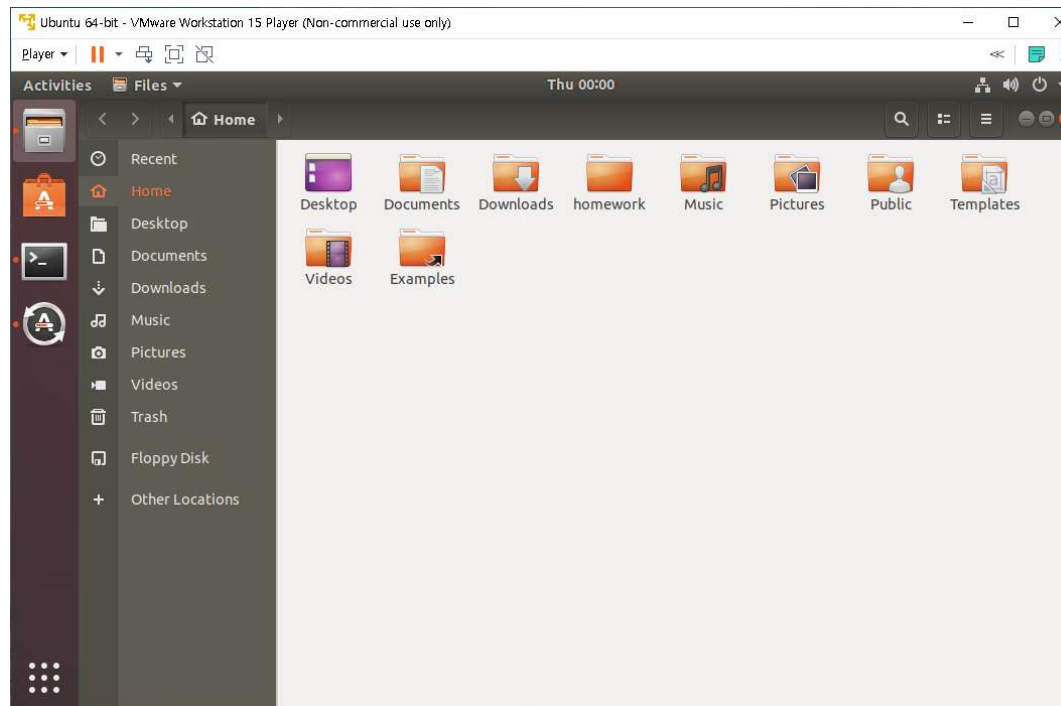 Ubuntu 64-bit - VMware Workstation 15 Player (Non-commercial use only)
Player
Activities Files Thu 00:00
Home
Recent
Home
Desktop
Documents
Downloads
Music
Pictures
Videos
Trash
Floppy Disk
Other Locations
Desktop Documents Downloads homework Music Pictures Public Templates
Videos Examples